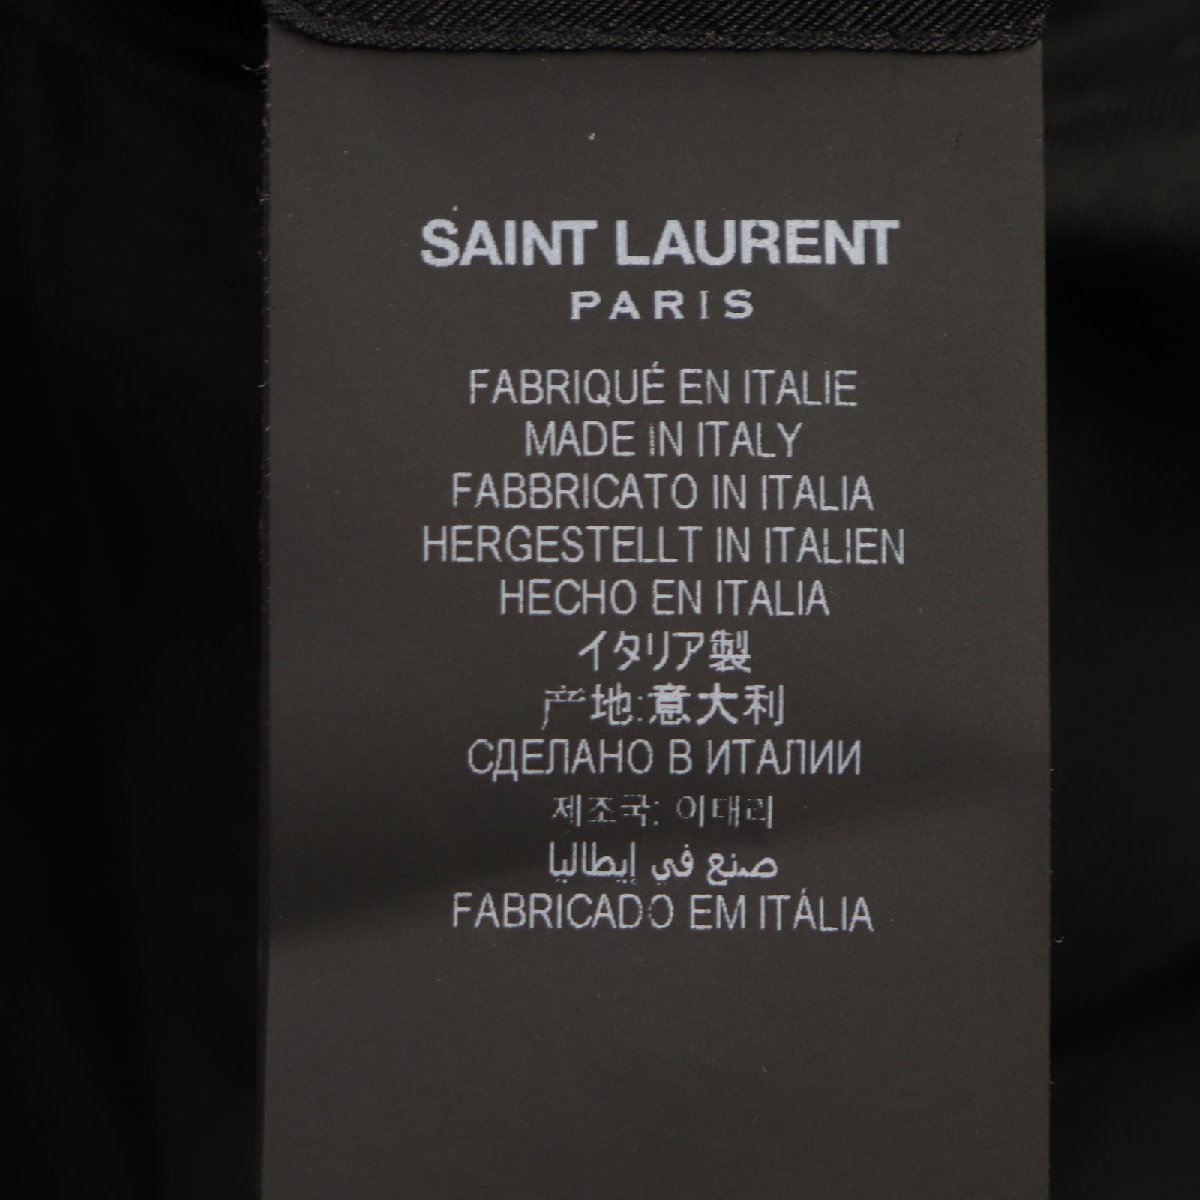 SAINT LAURENT
PARIS
FABRIQUÉ EN ITALIE
MADE IN ITALY
FABBRICATO IN ITALIA
HERGESTELLT IN ITALIEN
HECHO EN ITALIA
イタリア製
产地:意大利
СДЕЛАНО В ИТАЛИИ
제조국: 이태리
صنع في إيطاليا
FABRICADO EM ITÁLIA